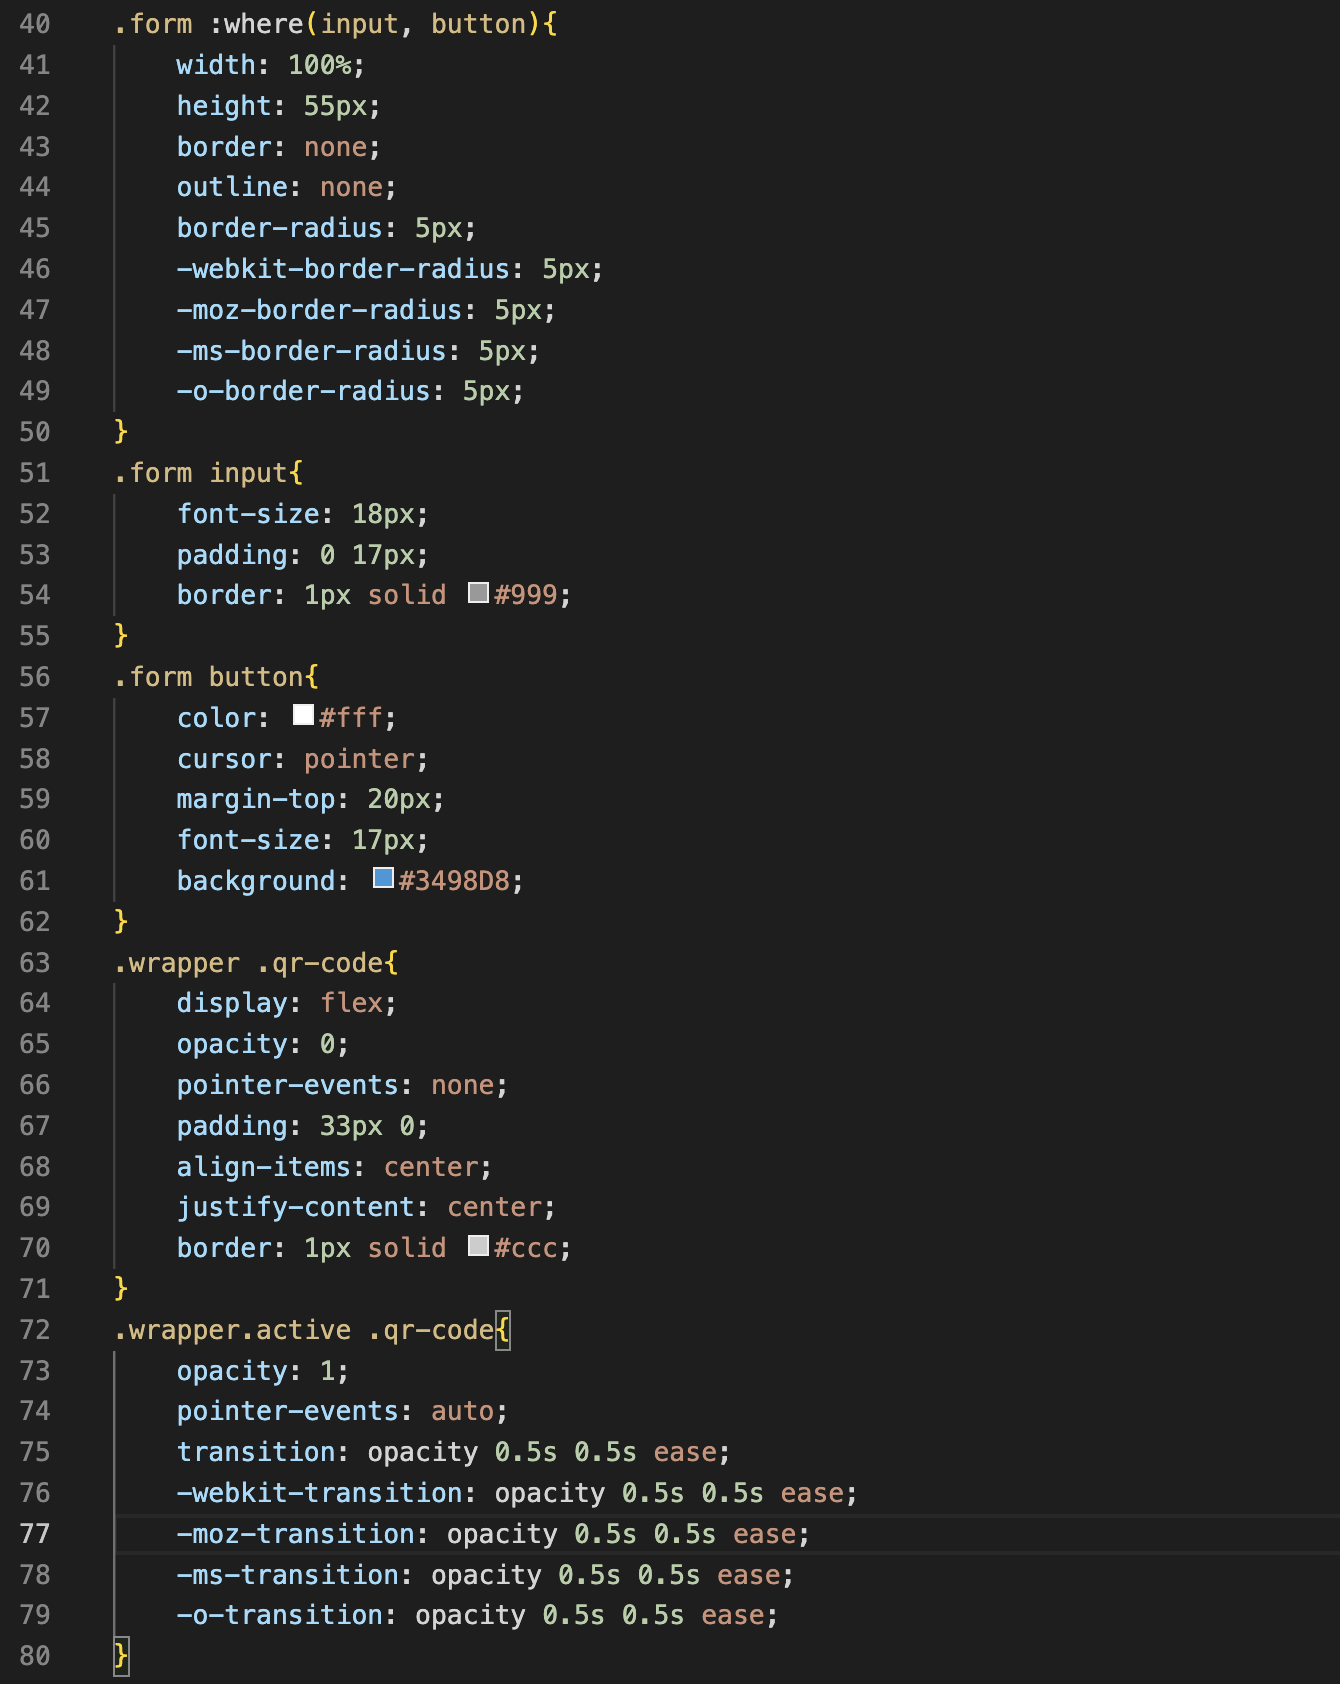 40 .form :where(input, button){
41 width: 100%;
42 height: 55px;
43 border: none;
44 outline: none;
45 border-radius: 5px;
46 -webkit-border-radius: 5px;
47 -moz-border-radius: 5px;
48 -ms-border-radius: 5px;
49 -o-border-radius: 5px;
50 }
51 .form input{
52 font-size: 18px;
53 padding: 0 17px;
54 border: 1px solid #999;
55 }
56 .form button{
57 color: #fff;
58 cursor: pointer;
59 margin-top: 20px;
60 font-size: 17px;
61 background: #3498D8;
62 }
63 .wrapper .qr-code{
64 display: flex;
65 opacity: 0;
66 pointer-events: none;
67 padding: 33px 0;
68 align-items: center;
69 justify-content: center;
70 border: 1px solid #ccc;
71 }
72 .wrapper.active .qr-code{
73 opacity: 1;
74 pointer-events: auto;
75 transition: opacity 0.5s 0.5s ease;
76 -webkit-transition: opacity 0.5s 0.5s ease;
77 -moz-transition: opacity 0.5s 0.5s ease;
78 -ms-transition: opacity 0.5s 0.5s ease;
79 -o-transition: opacity 0.5s 0.5s ease;
80 }